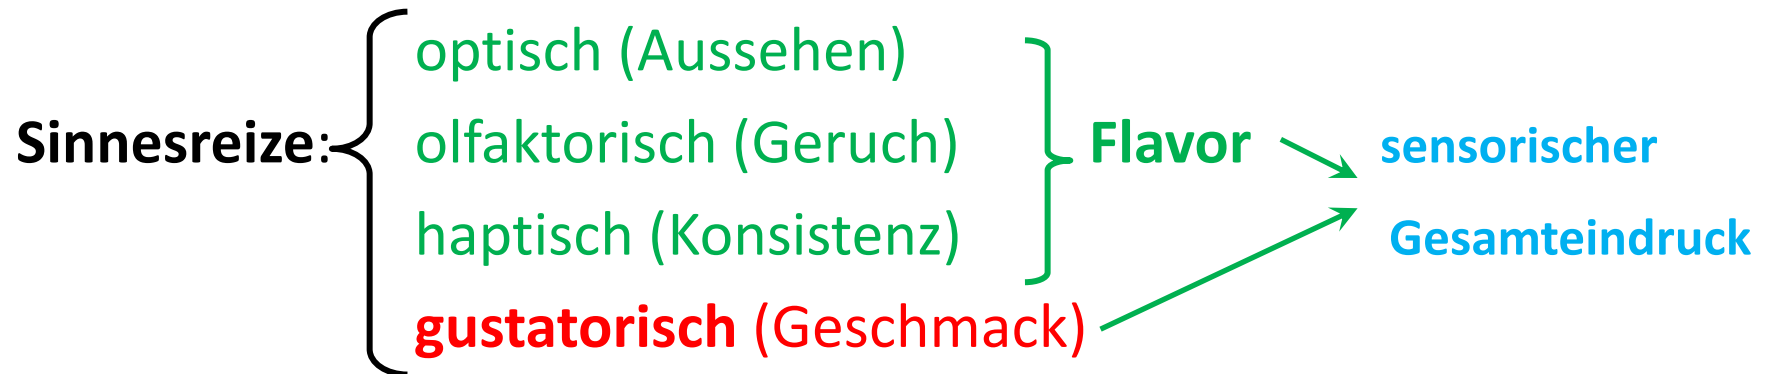 optisch (Aussehen)
Sinnesreize: olfaktorisch (Geruch) Flavor sensorischer
haptisch (Konsistenz) Gesamteindruck
gustatorisch (Geschmack)